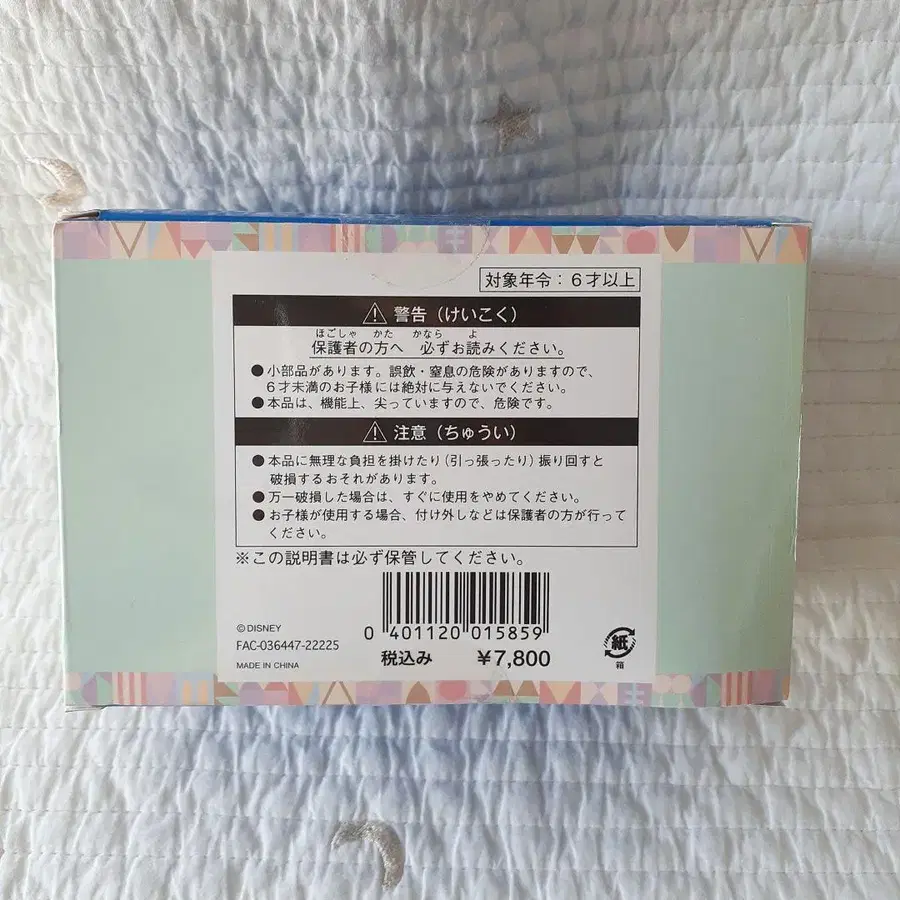 対象年令：６才以上
⚠ 警告（けいこく）
ほごしゃ かた かなら よ
保護者の方へ 必ずお読みください。
●小部品があります。誤飲・窒息の危険がありますので、
６才未満のお子様には絶対に与えないでください。
●本品は、機能上、尖っていますので、危険です。
⚠ 注意（ちゅうい）
●本品に無理な負担を掛けたり（引っ張ったり）振り回すと
破損するおそれがあります。
●万一破損した場合は、すぐに使用をやめてください。
●お子様が使用する場合、付け外しなどは保護者の方が行って
ください。
※この説明書は必ず保管してください。
0 401120 015859
©DISNEY
FAC-036447-22225
MADE IN CHINA
税込み ¥7,800
紙
箱